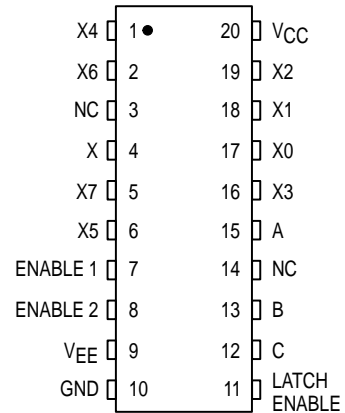 X4 1 20 VCC
X6 2 19 X2
NC 3 18 X1
X 4 17 X0
X7 5 16 X3
X5 6 15 A
ENABLE 1 7 14 NC
ENABLE 2 8 13 B
VEE 9 12 C
GND 10 11 LATCH
ENABLE